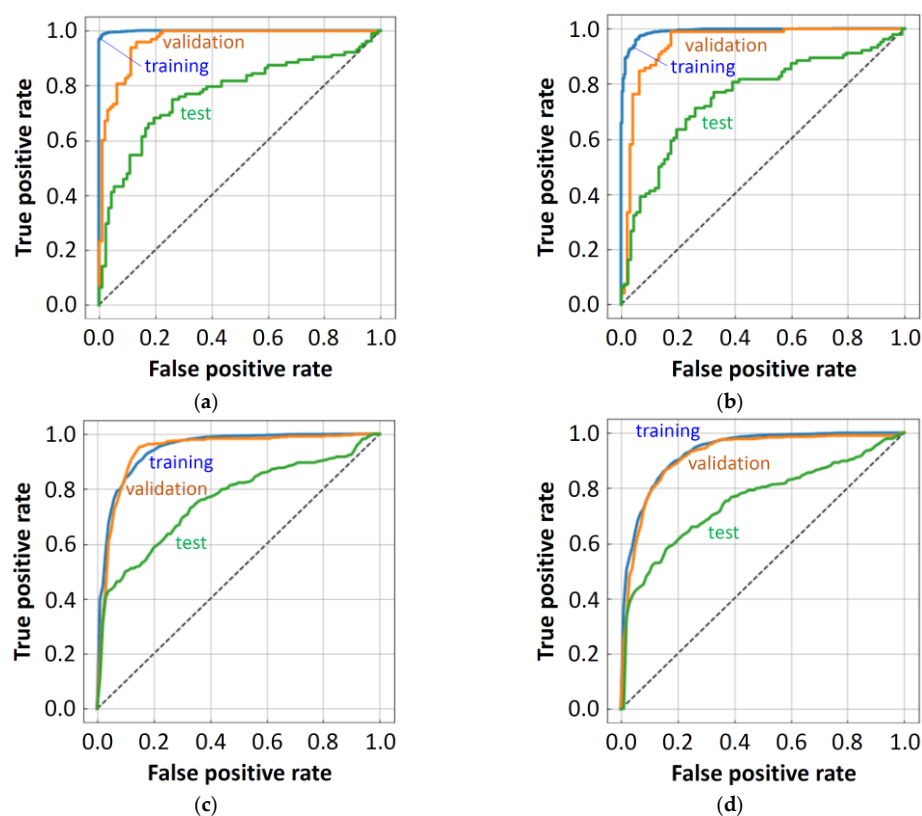 1.0
0.8
0.6
0.4
0.2
0.0
True positive rate
validation
training
test
0.0 0.2 0.4 0.6 0.8 1.0
False positive rate
(a)
1.0
0.8
0.6
0.4
0.2
0.0
True positive rate
validation
training
test
0.0 0.2 0.4 0.6 0.8 1.0
False positive rate
(b)
1.0
0.8
0.6
0.4
0.2
0.0
True positive rate
training
validation
test
0.0 0.2 0.4 0.6 0.8 1.0
False positive rate
(c)
training
1.0
0.8
0.6
0.4
0.2
0.0
True positive rate
validation
test
0.0 0.2 0.4 0.6 0.8 1.0
False positive rate
(d)